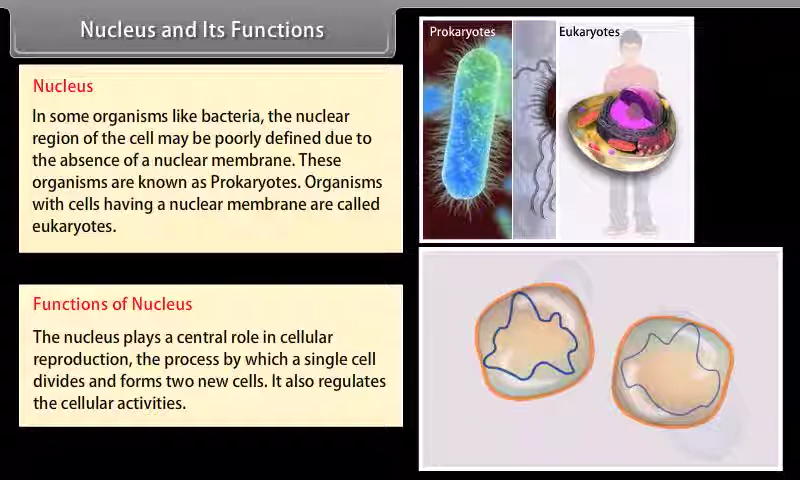 Nucleus and Its Functions
Nucleus
In some organisms like bacteria, the nuclear
region of the cell may be poorly defined due to
the absence of a nuclear membrane. These
organisms are known as Prokaryotes. Organisms
with cells having a nuclear membrane are called
eukaryotes.
Prokaryotes
Eukaryotes
Functions of Nucleus
The nucleus plays a central role in cellular
reproduction, the process by which a single cell
divides and forms two new cells. It also regulates
the cellular activities.